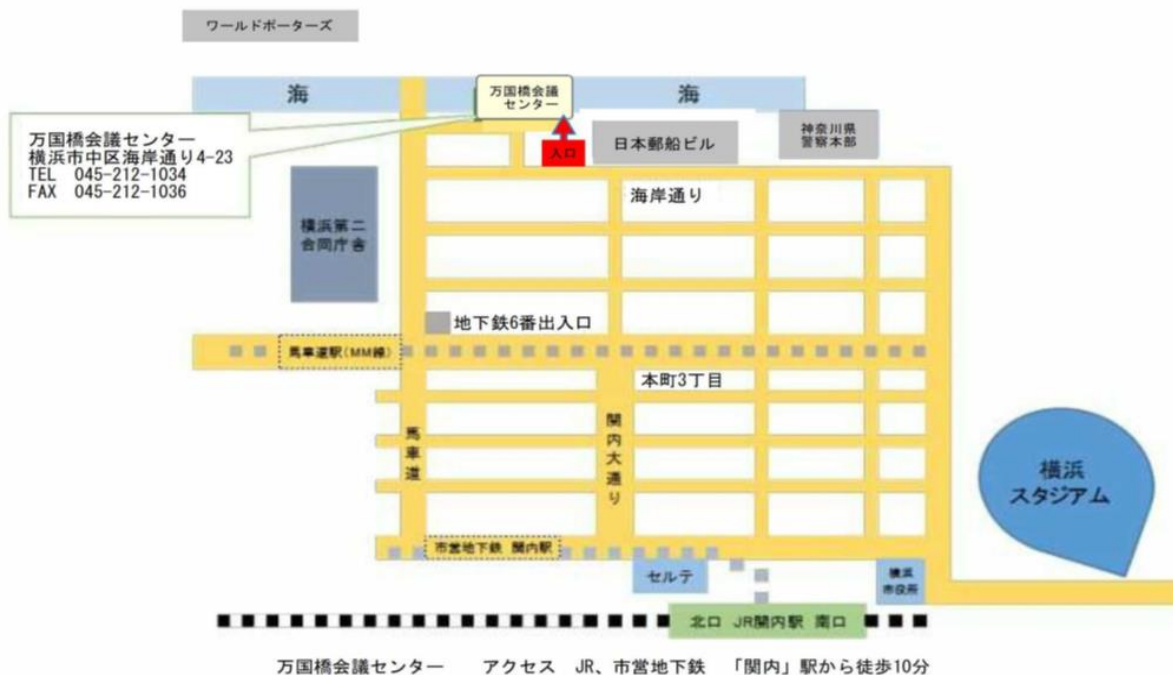 ワールドポーターズ
海
万国橋会議
センター
海
万国橋会議センター
横浜市中区海岸通り4-23
TEL 045-212-1034
FAX 045-212-1036
入口
日本郵船ビル
神奈川県
警察本部
海岸通り
横浜第二
合同庁舎
地下鉄6番出入口
馬車道駅(MM線)
本町3丁目
馬車道
関内大通り
横浜
スタジアム
市営地下鉄 関内駅
セルテ
横浜
市役所
北口 JR関内駅 南口
万国橋会議センター アクセス JR、市営地下鉄 「関内」駅から徒歩10分